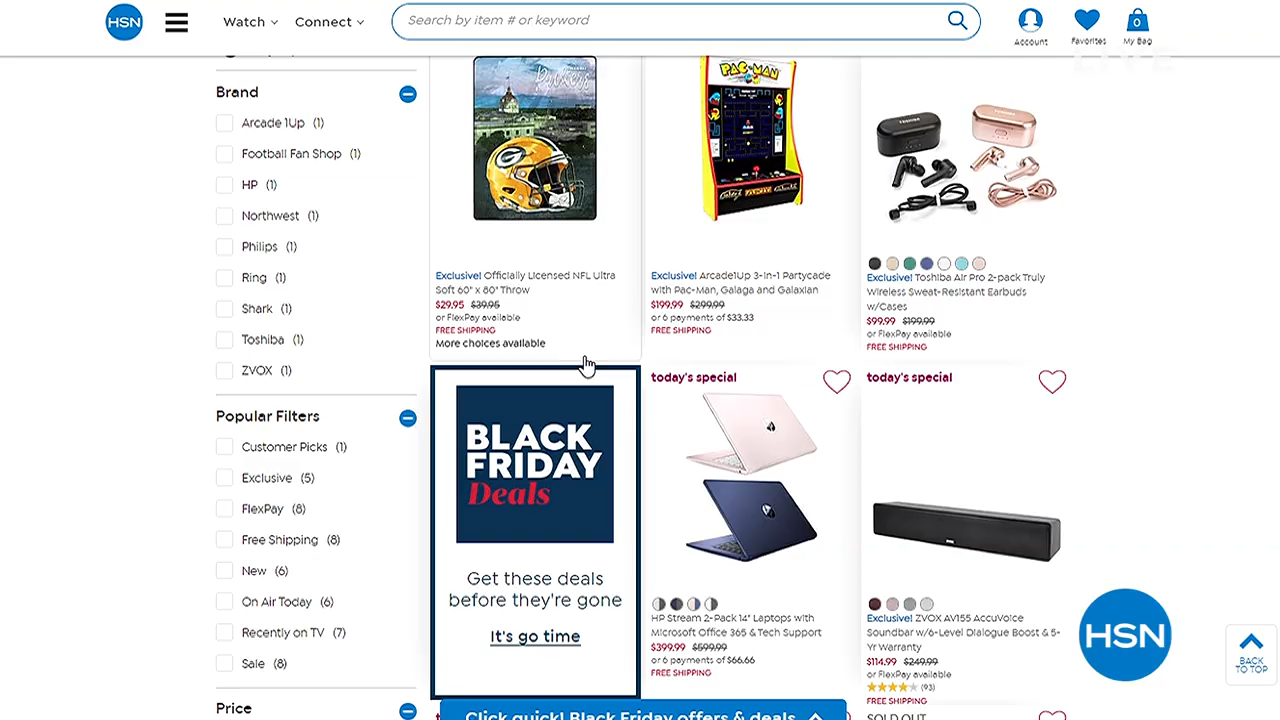 HSN
Watch
Connect
Search by item # or keyword
Account
Favorites
0
My Bag
Brand
Arcade 1Up (1)
Football Fan Shop (1)
HP (1)
Northwest (1)
Philips (1)
Ring (1)
Shark (1)
Toshiba (1)
ZVOX (1)
Popular Filters
Customer Picks (1)
Exclusive (5)
FlexPay (8)
Free Shipping (8)
New (6)
On Air Today (6)
Recently on TV (7)
Sale (8)
Price
Packers
Exclusive! Officially Licensed NFL Ultra
Soft 60" x 80" Throw
$29.95 $39.95
or FlexPay available
FREE SHIPPING
More choices available
PAC-MAN
Exclusive! Arcade1Up 3-in-1 Partycade
with Pac-Man, Galaga and Galaxian
$199.99 $299.99
or 6 payments of $33.33
FREE SHIPPING
TOSHIBA
Exclusive! Toshiba Air Pro 2-pack Truly
Wireless Sweat-Resistant Earbuds
w/Cases
$99.99 $199.99
or FlexPay available
FREE SHIPPING
BLACK
FRIDAY
Deals
Get these deals
before they're gone
It's go time
today's special
HP Stream 2-Pack 14" Laptops with
Microsoft Office 365 & Tech Support
$399.99 $599.99
or 6 payments of $66.66
FREE SHIPPING
today's special
Exclusive! ZVOX AV155 AccuVoice
Soundbar w/6-Level Dialogue Boost & 5-
Yr Warranty
$114.99 $249.99
or FlexPay available
(93)
FREE SHIPPING
SOLD OUT
HSN
BACK
TO TOP
Click quick! Black Friday offers & deals